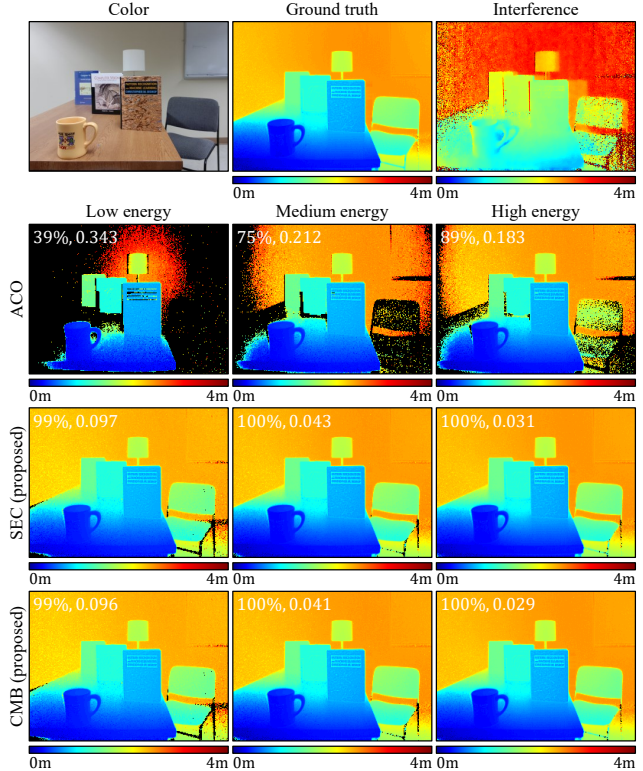 Color Ground truth Interference
0m 4m 0m 4m
Low energy Medium energy High energy
ACO
39%, 0.343 75%, 0.212 89%, 0.183
0m 4m 0m 4m 0m 4m
SEC (proposed)
99%, 0.097 100%, 0.043 100%, 0.031
0m 4m 0m 4m 0m 4m
CMB (proposed)
99%, 0.096 100%, 0.041 100%, 0.029
0m 4m 0m 4m 0m 4m